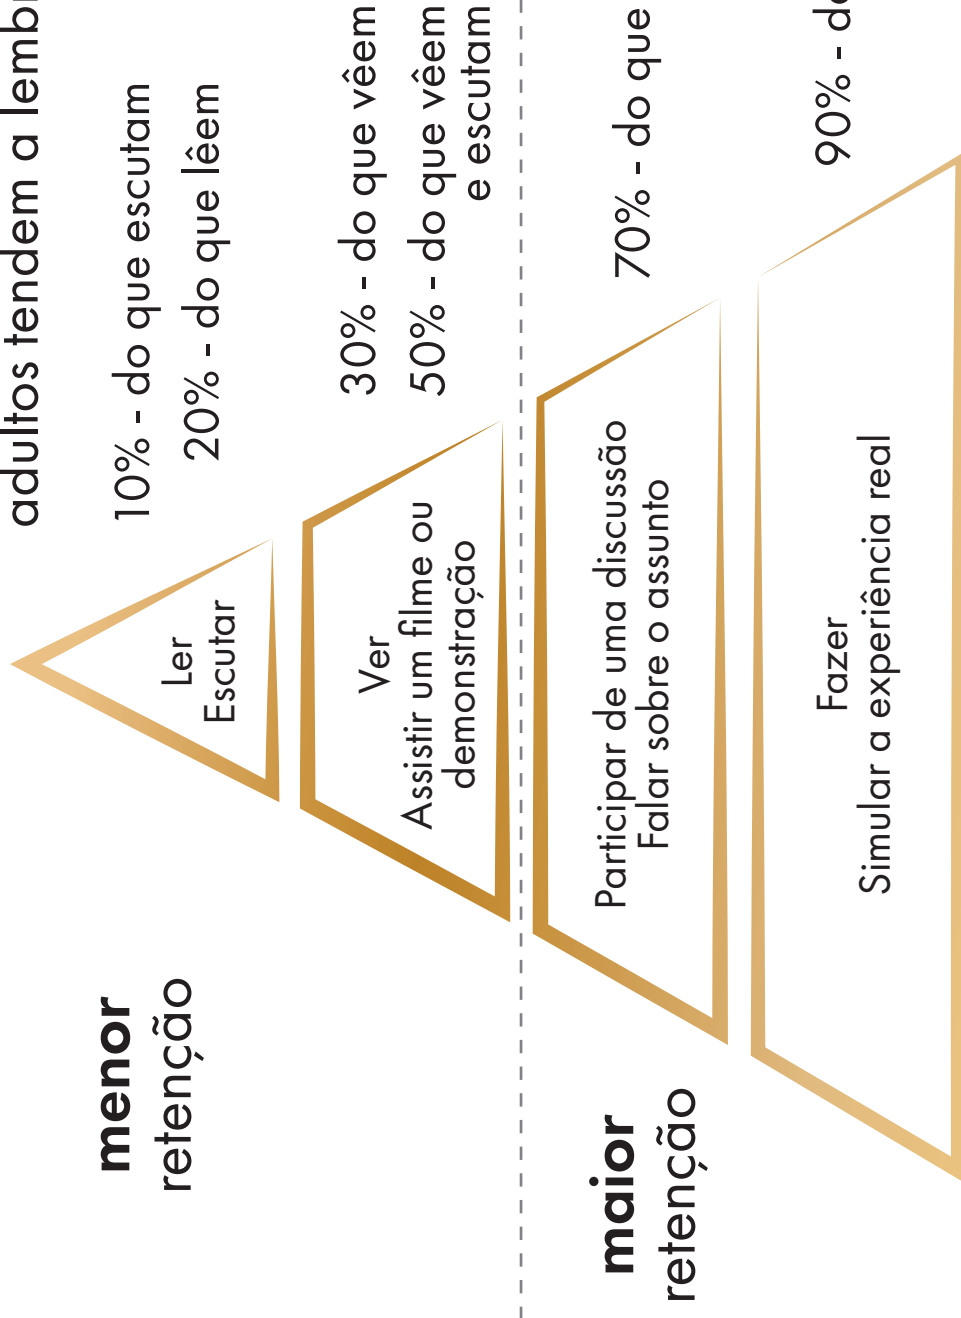 adultos tendem a lemb
menor
retenção
Ler
Escutar
10% - do que escutam
20% - do que lêem
Ver
Assistir um filme ou
demonstração
30% - do que vêem
50% - do que vêem
e escutam
maior
retenção
Participar de uma discussão
Falar sobre o assunto
70% - do que
Fazer
Simular a experiência real
90% - do